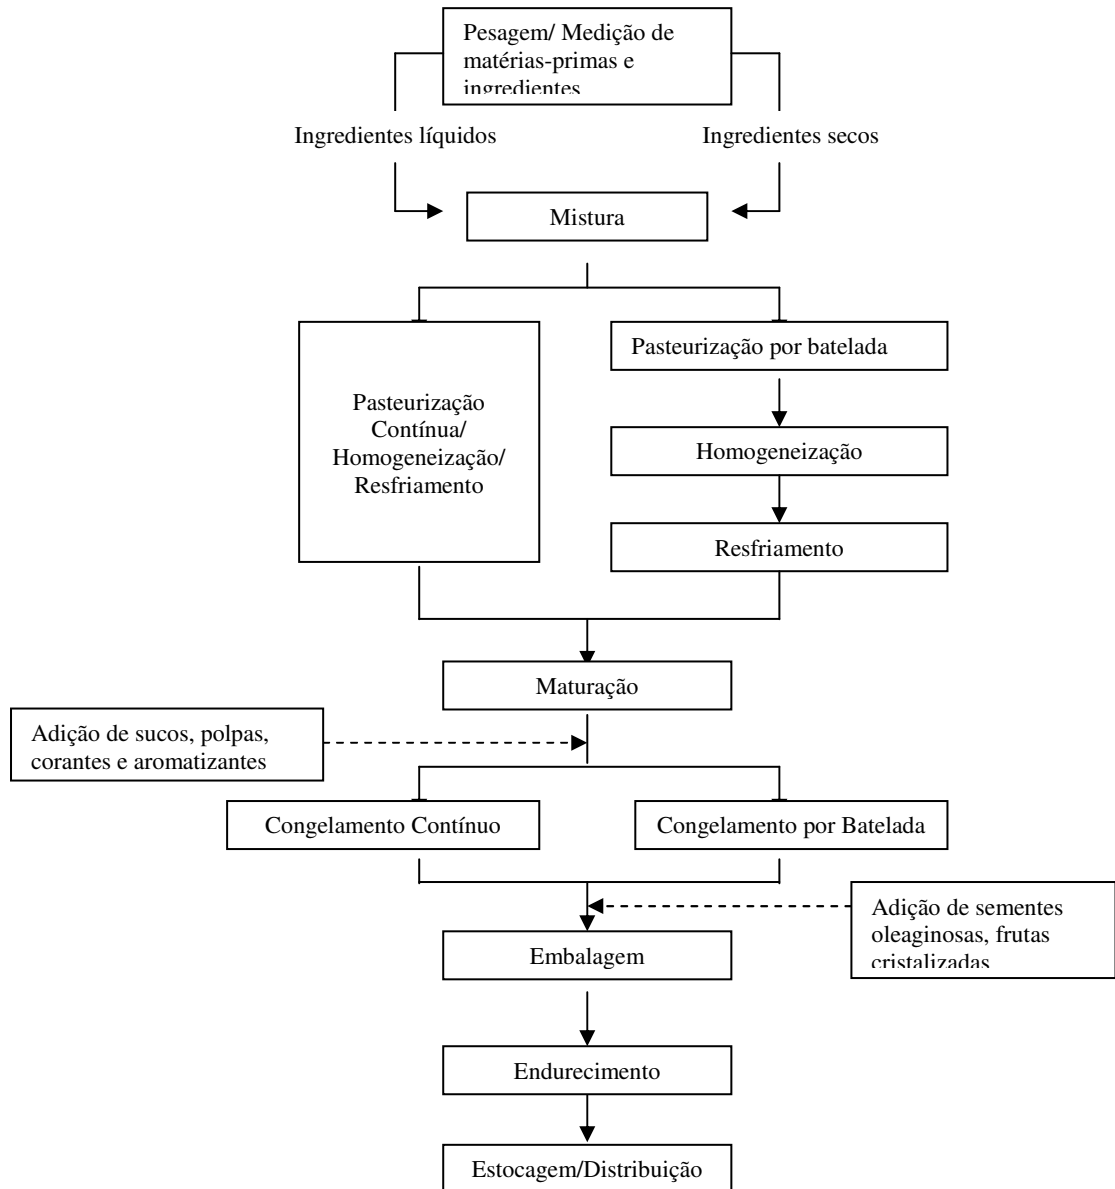 Pesagem/ Medição de
matérias-primas e
ingredientes
Ingredientes líquidos
Ingredientes secos
Mistura
Pasteurização
Contínua/
Homogeneização/
Resfriamento
Pasteurização por batelada
Homogeneização
Resfriamento
Maturação
Adição de sucos, polpas,
corantes e aromatizantes
Congelamento Contínuo
Congelamento por Batelada
Adição de sementes
oleaginosas, frutas
cristalizadas
Embalagem
Endurecimento
Estocagem/Distribuição